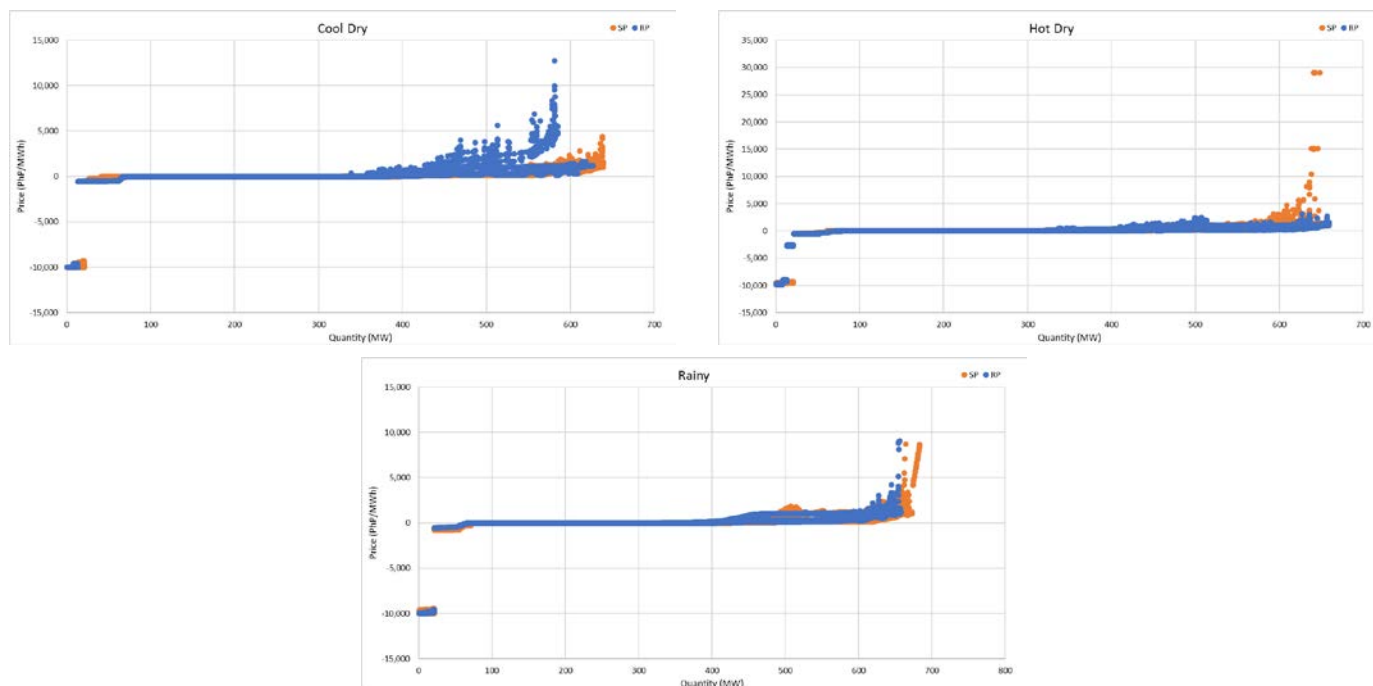 Cool Dry
SP RP
15,000
10,000
5,000
0
-5,000
-10,000
-15,000
Price (PhP/MWh)
0 100 200 300 400 500 600 700
Quantity (MW)
Hot Dry
SP RP
35,000
30,000
25,000
20,000
15,000
10,000
5,000
0
-5,000
-10,000
-15,000
Price (PhP/MWh)
0 100 200 300 400 500 600 700
Quantity (MW)
Rainy
SP RP
15,000
10,000
5,000
0
-5,000
-10,000
-15,000
Price (PhP/MWh)
0 100 200 300 400 500 600 700 800
Quantity (MW)